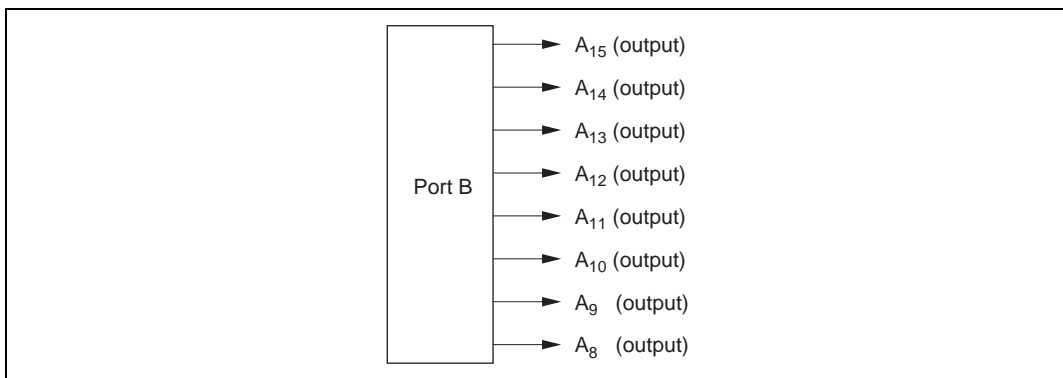 A15 (output)
A14 (output)
A13 (output)
A12 (output)
Port B
A11 (output)
A10 (output)
A9 (output)
A8 (output)